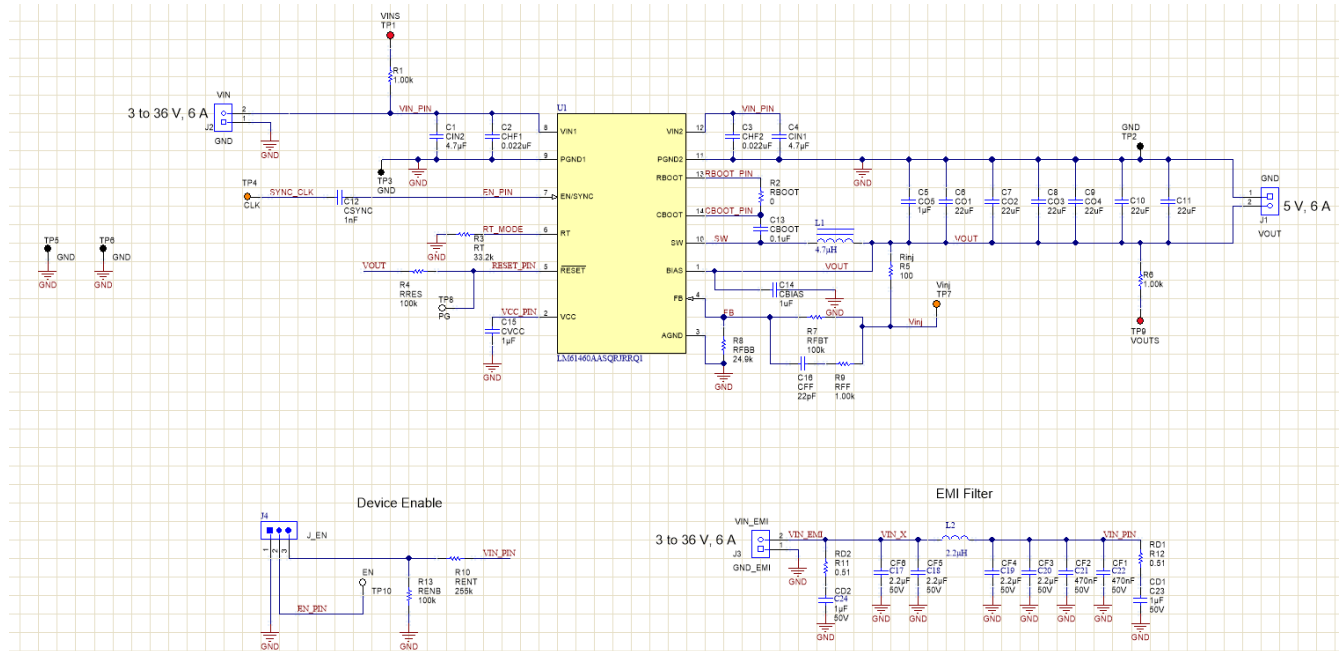 VINS
TP1
R1
1.00k
VIN
3 to 36 V, 6 A
2
1
J2
GND
GND
VIN_PIN
C1
CIN2
4.7µF
C2
CHF1
0.022uF
GND
TP3
GND
TP4
CLK
SYNC_CLK
C12
CSYNC
1nF
EN_PIN
RT_MODE
GND
R3
RT
33.2k
VOUT
RESET_PIN
R4
RRES
100k
TP8
PG
VCC_PIN
C15
CVCC
1µF
GND
TP5
GND
GND
TP6
GND
GND
U1
8
VIN1
9
PGND1
7
EN/SYNC
6
RT
5
RESET
2
VCC
VIN2
12
PGND2
11
RBOOT
13
CBOOT
14
SW
10
BIAS
1
FB
4
AGND
3
LM61460AASQRJRRQ1
VIN_PIN
C3
CHF2
0.022uF
C4
CIN1
4.7µF
RBOOT_PIN
R2
RBOOT
0
CBOOT_PIN
C13
CBOOT
0.1uF
SW
L1
4.7µH
GND
VOUT
C14
CBIAS
1uF
GND
FB
R8
RFBB
24.9k
GND
R7
RFBT
100k
C16
CFF
22pF
R9
RFF
1.00k
Rinj
R5
100
Vinj
Vinj
TP7
VOUT
C5
CO5
1µF
C6
CO1
22uF
C7
CO2
22uF
C8
CO3
22uF
C9
CO4
22uF
C10
22uF
C11
22uF
GND
TP2
R6
1.00k
TP9
VOUTS
GND
1
2
J1
VOUT
5 V, 6 A
Device Enable
J4
J_EN
1
2
3
EN
TP10
EN_PIN
GND
R13
RENB
100k
GND
R10
RENT
255k
VIN_PIN
EMI Filter
VIN_EMI
3 to 36 V, 6 A
2
1
J3
GND_EMI
GND
VIN_EMI
RD2
R11
0.51
CD2
C24
1µF
50V
GND
VIN_X
CF6
C17
2.2µF
50V
GND
CF5
C18
2.2µF
50V
GND
L2
2.2µH
CF4
C19
2.2µF
50V
GND
CF3
C20
2.2µF
50V
GND
CF2
C21
470nF
50V
GND
CF1
C22
470nF
50V
GND
VIN_PIN
RD1
R12
0.51
CD1
C23
1µF
50V
GND